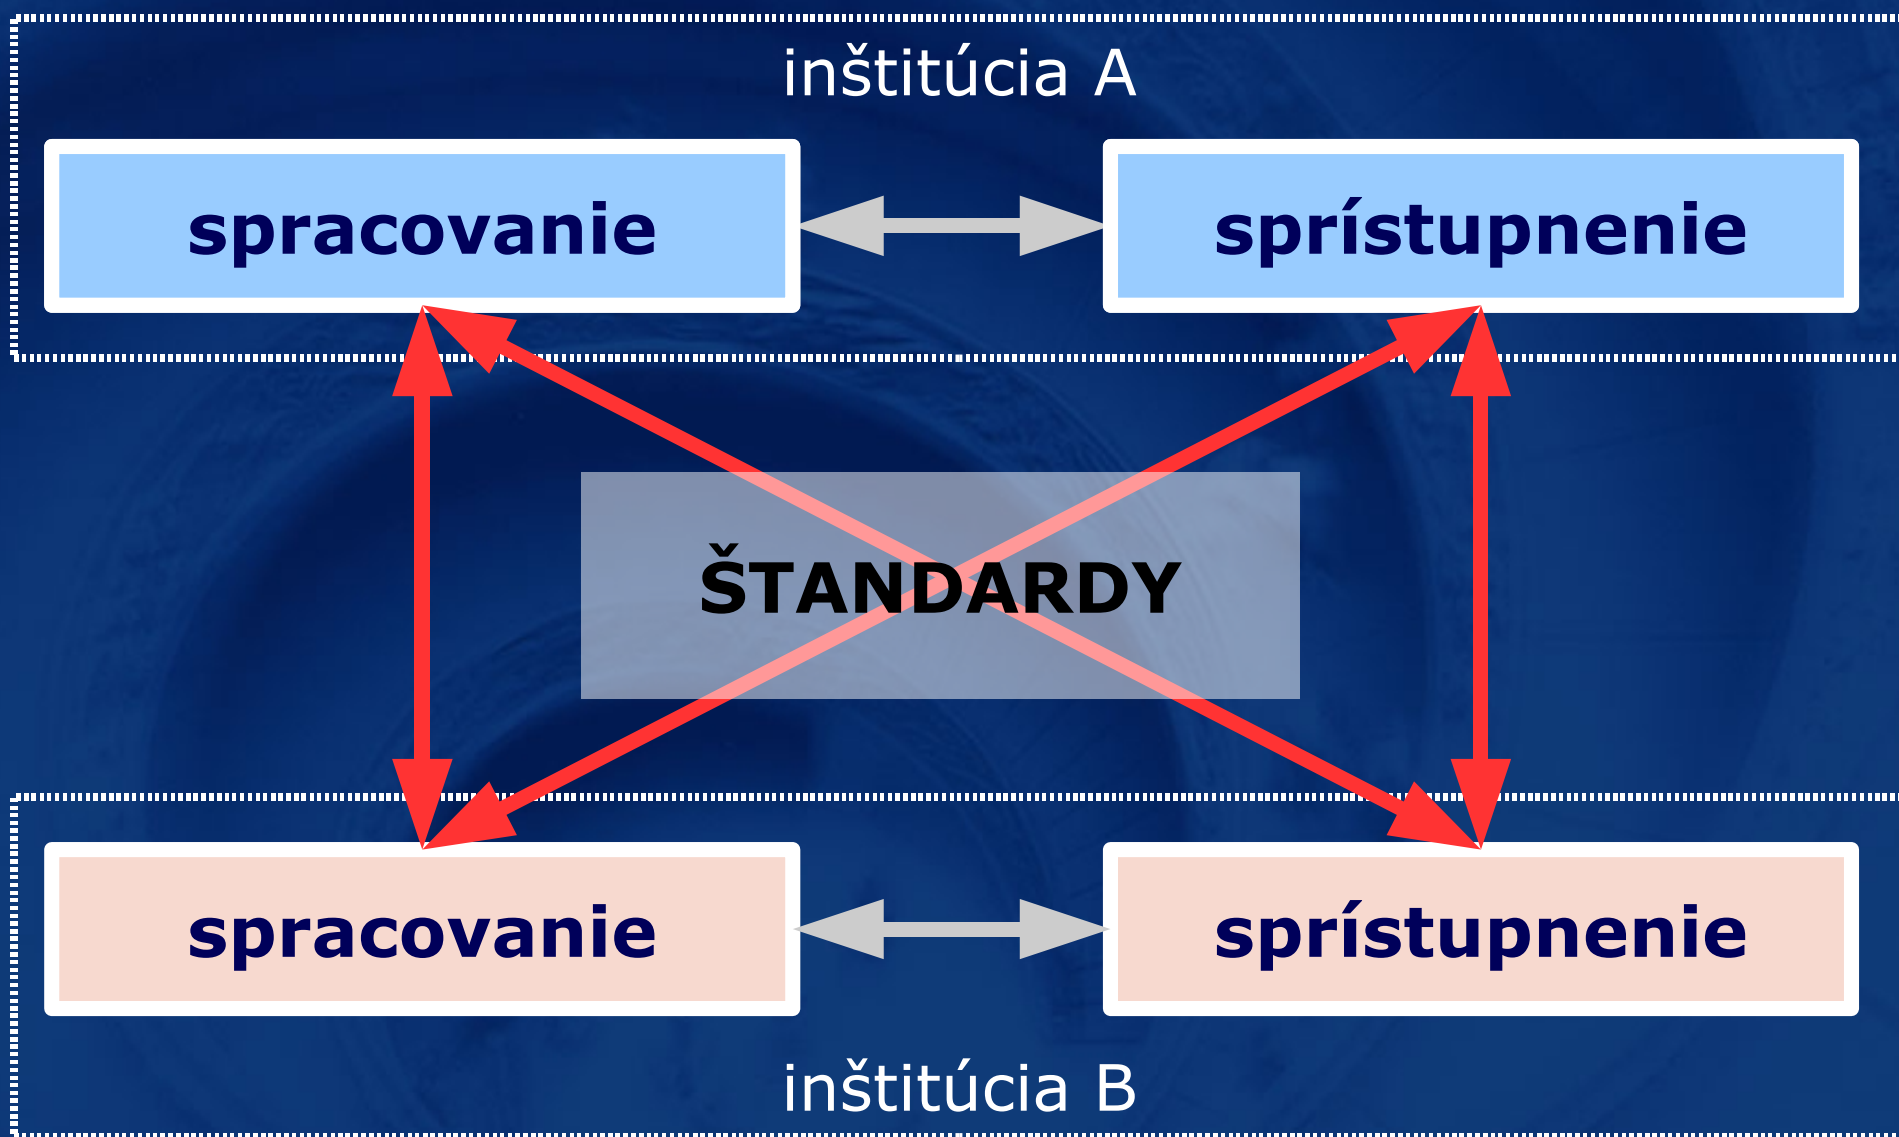 inštitúcia A
spracovanie
sprístupnenie
ŠTANDARDY
spracovanie
sprístupnenie
inštitúcia B